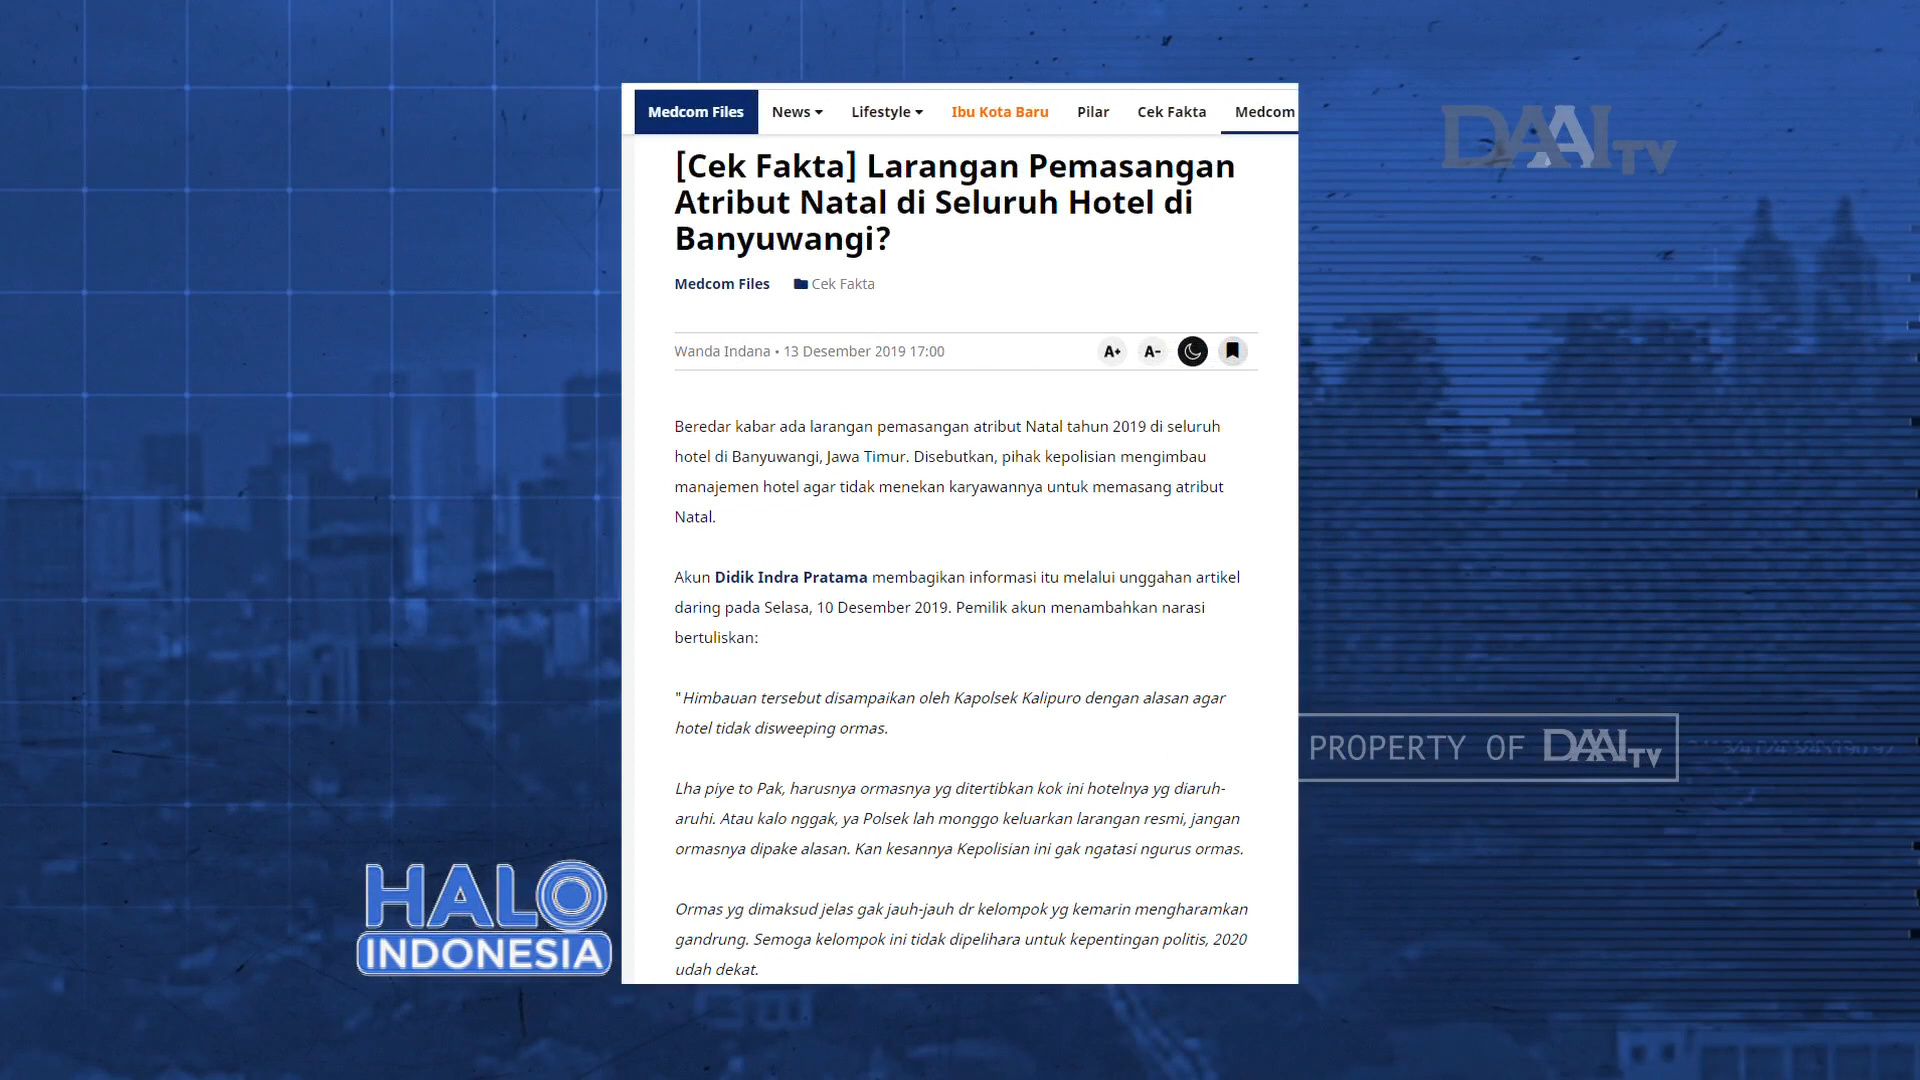 Medcom Files News Lifestyle Ibu Kota Baru Pilar Cek Fakta Medcom
[Cek Fakta] Larangan Pemasangan
Atribut Natal di Seluruh Hotel di
Banyuwangi?
Medcom Files Cek Fakta
Wanda Indana • 13 Desember 2019 17:00 A+ A-
Beredar kabar ada larangan pemasangan atribut Natal tahun 2019 di seluruh
hotel di Banyuwangi, Jawa Timur. Disebutkan, pihak kepolisian mengimbau
manajemen hotel agar tidak menekan karyawannya untuk memasang atribut
Natal.
Akun Didik Indra Pratama membagikan informasi itu melalui unggahan artikel
daring pada Selasa, 10 Desember 2019. Pemilik akun menambahkan narasi
bertuliskan:
"Himbauan tersebut disampaikan oleh Kapolsek Kalipuro dengan alasan agar
hotel tidak disweeping ormas.
Lha piye to Pak, harusnya ormasnya yg ditertibkan kok ini hotelnya yg diaruh-
aruhi. Atau kalo nggak, ya Polsek lah monggo keluarkan larangan resmi, jangan
ormasnya dipake alasan. Kan kesannya Kepolisian ini gak ngatasi ngurus ormas.
Ormas yg dimaksud jelas gak jauh-jauh dr kelompok yg kemarin mengharamkan
gandrung. Semoga kelompok ini tidak dipelihara untuk kepentingan politis, 2020
udah dekat.
DAAI TV
PROPERTY OF DAAI TV
HALO
INDONESIA